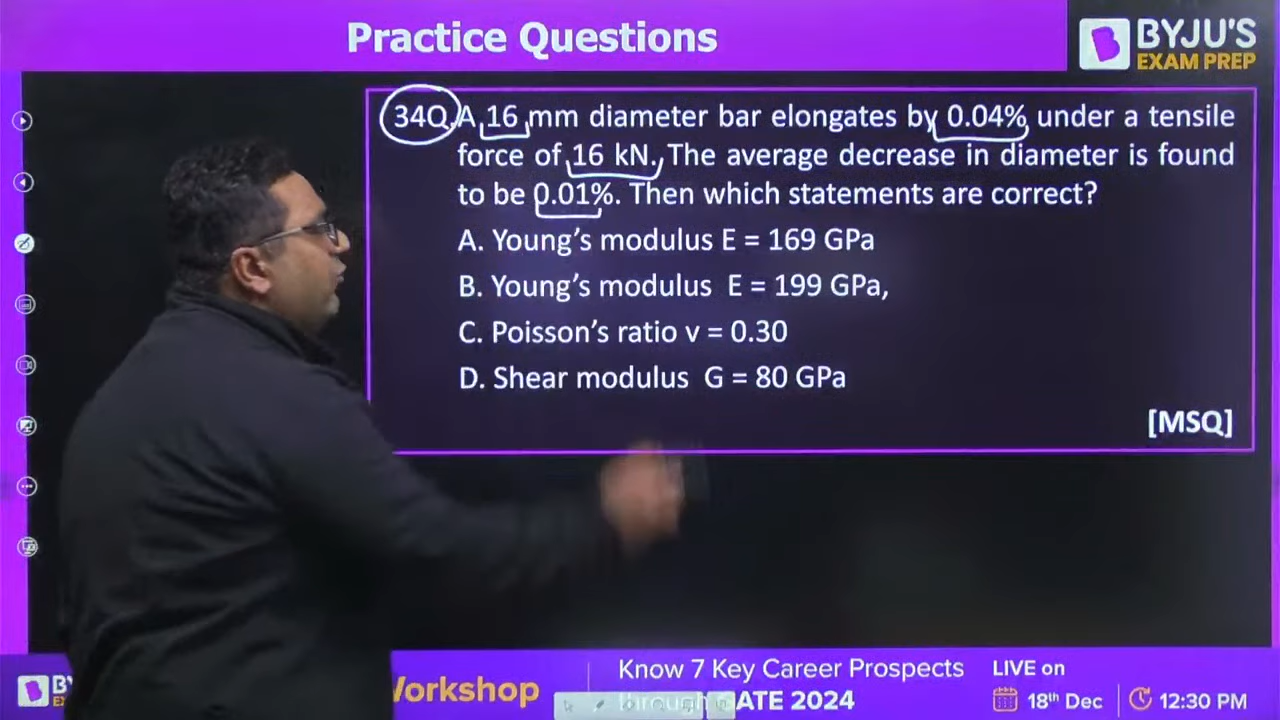 Practice Questions
BYJU'S
EXAM PREP
34Q. A 16 mm diameter bar elongates by 0.04% under a tensile
force of 16 kN. The average decrease in diameter is found
to be 0.01%. Then which statements are correct?
A. Young's modulus E = 169 GPa
B. Young's modulus E = 199 GPa,
C. Poisson's ratio v = 0.30
D. Shear modulus G = 80 GPa
[MSQ]
Workshop
Know 7 Key Career Prospects
through GATE 2024
LIVE on
18th Dec
12:30 PM